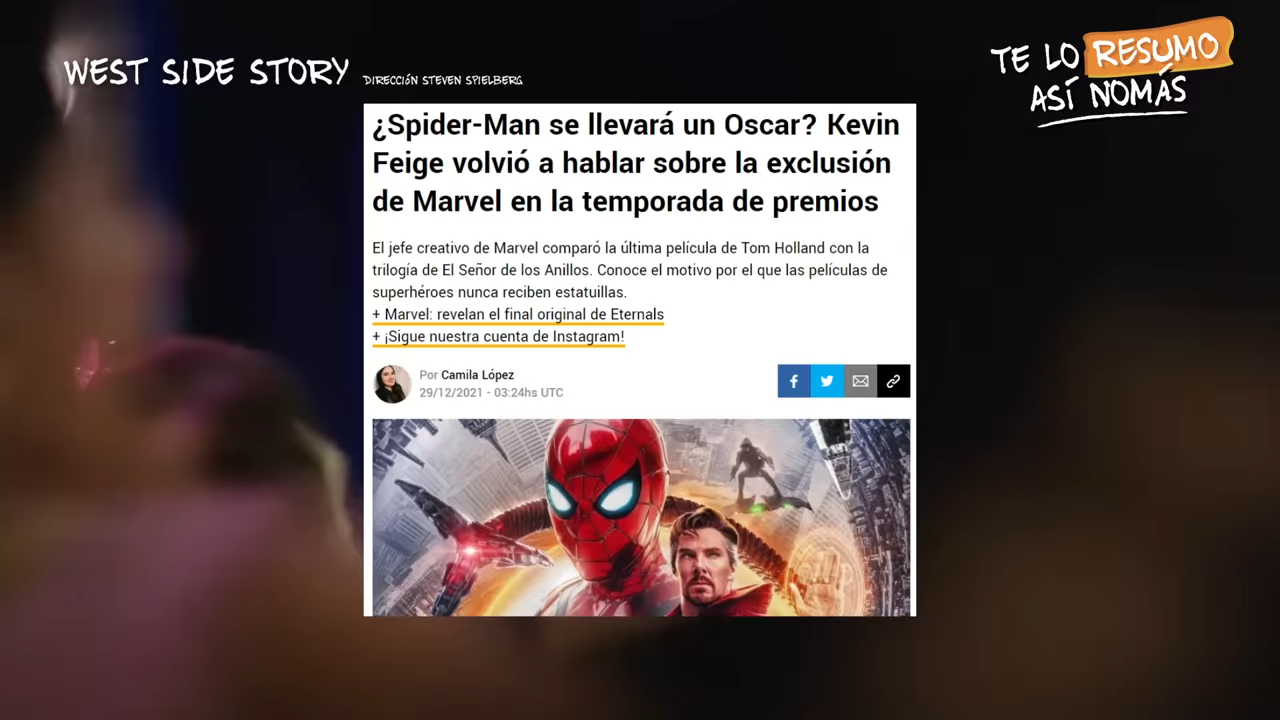 WEST SIDE STORY DIRECCIÓN STEVEN SPIELBERG
TE LO RESUMO
ASÍ NOMÁS
¿Spider-Man se llevará un Oscar? Kevin
Feige volvió a hablar sobre la exclusión
de Marvel en la temporada de premios
El jefe creativo de Marvel comparó la última película de Tom Holland con la
trilogía de El Señor de los Anillos. Conoce el motivo por el que las películas de
superhéroes nunca reciben estatuillas.
+ Marvel: revelan el final original de Eternals
+ ¡Sigue nuestra cuenta de Instagram!
Por Camila López
29/12/2021 - 03:24hs UTC